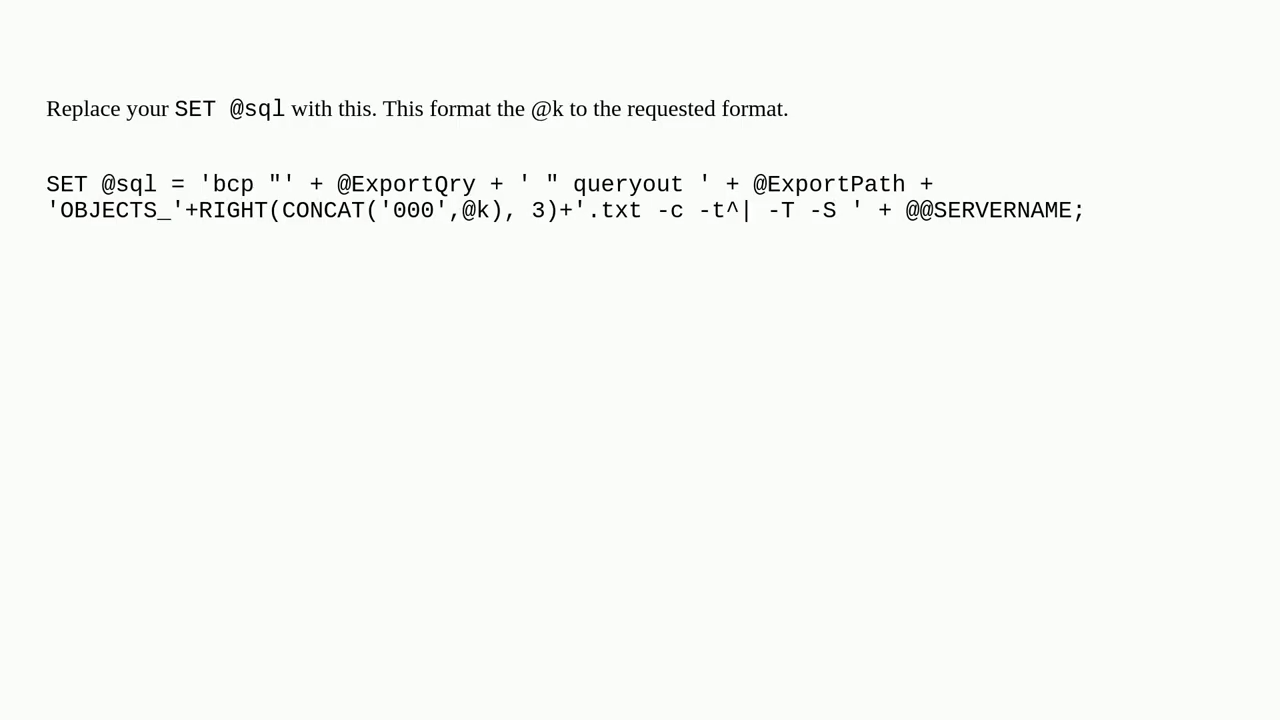 Replace your SET @sql with this. This format the @k to the requested format.
SET @sql = 'bcp "' + @ExportQry + ' " queryout ' + @ExportPath +
'OBJECTS_'+RIGHT(CONCAT('000',@k), 3)+'.txt -c -t^| -T -S ' + @@SERVERNAME;